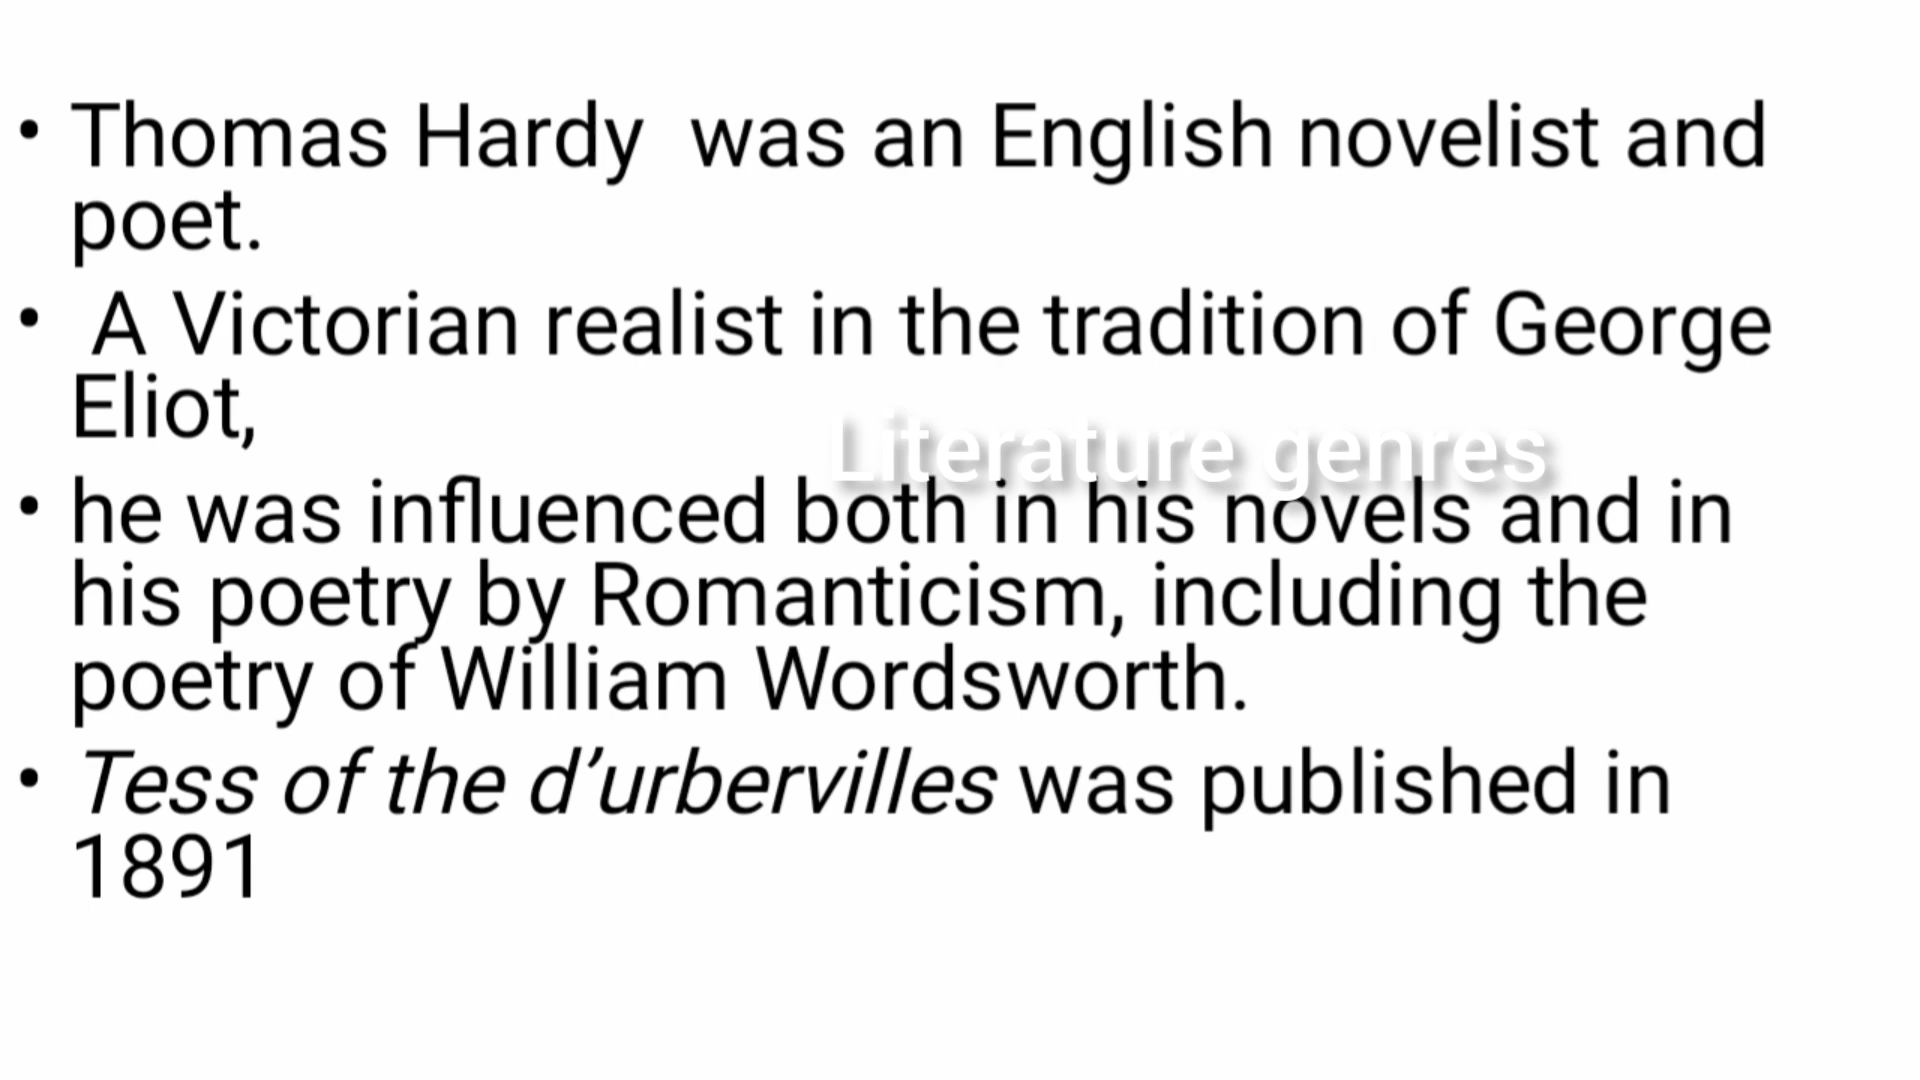 • Thomas Hardy  was an English novelist and
poet.
•  A Victorian realist in the tradition of George
Eliot,
Literature genres
• he was influenced both in his novels and in
his poetry by Romanticism, including the
poetry of William Wordsworth.
• Tess of the d’urbervilles was published in
1891